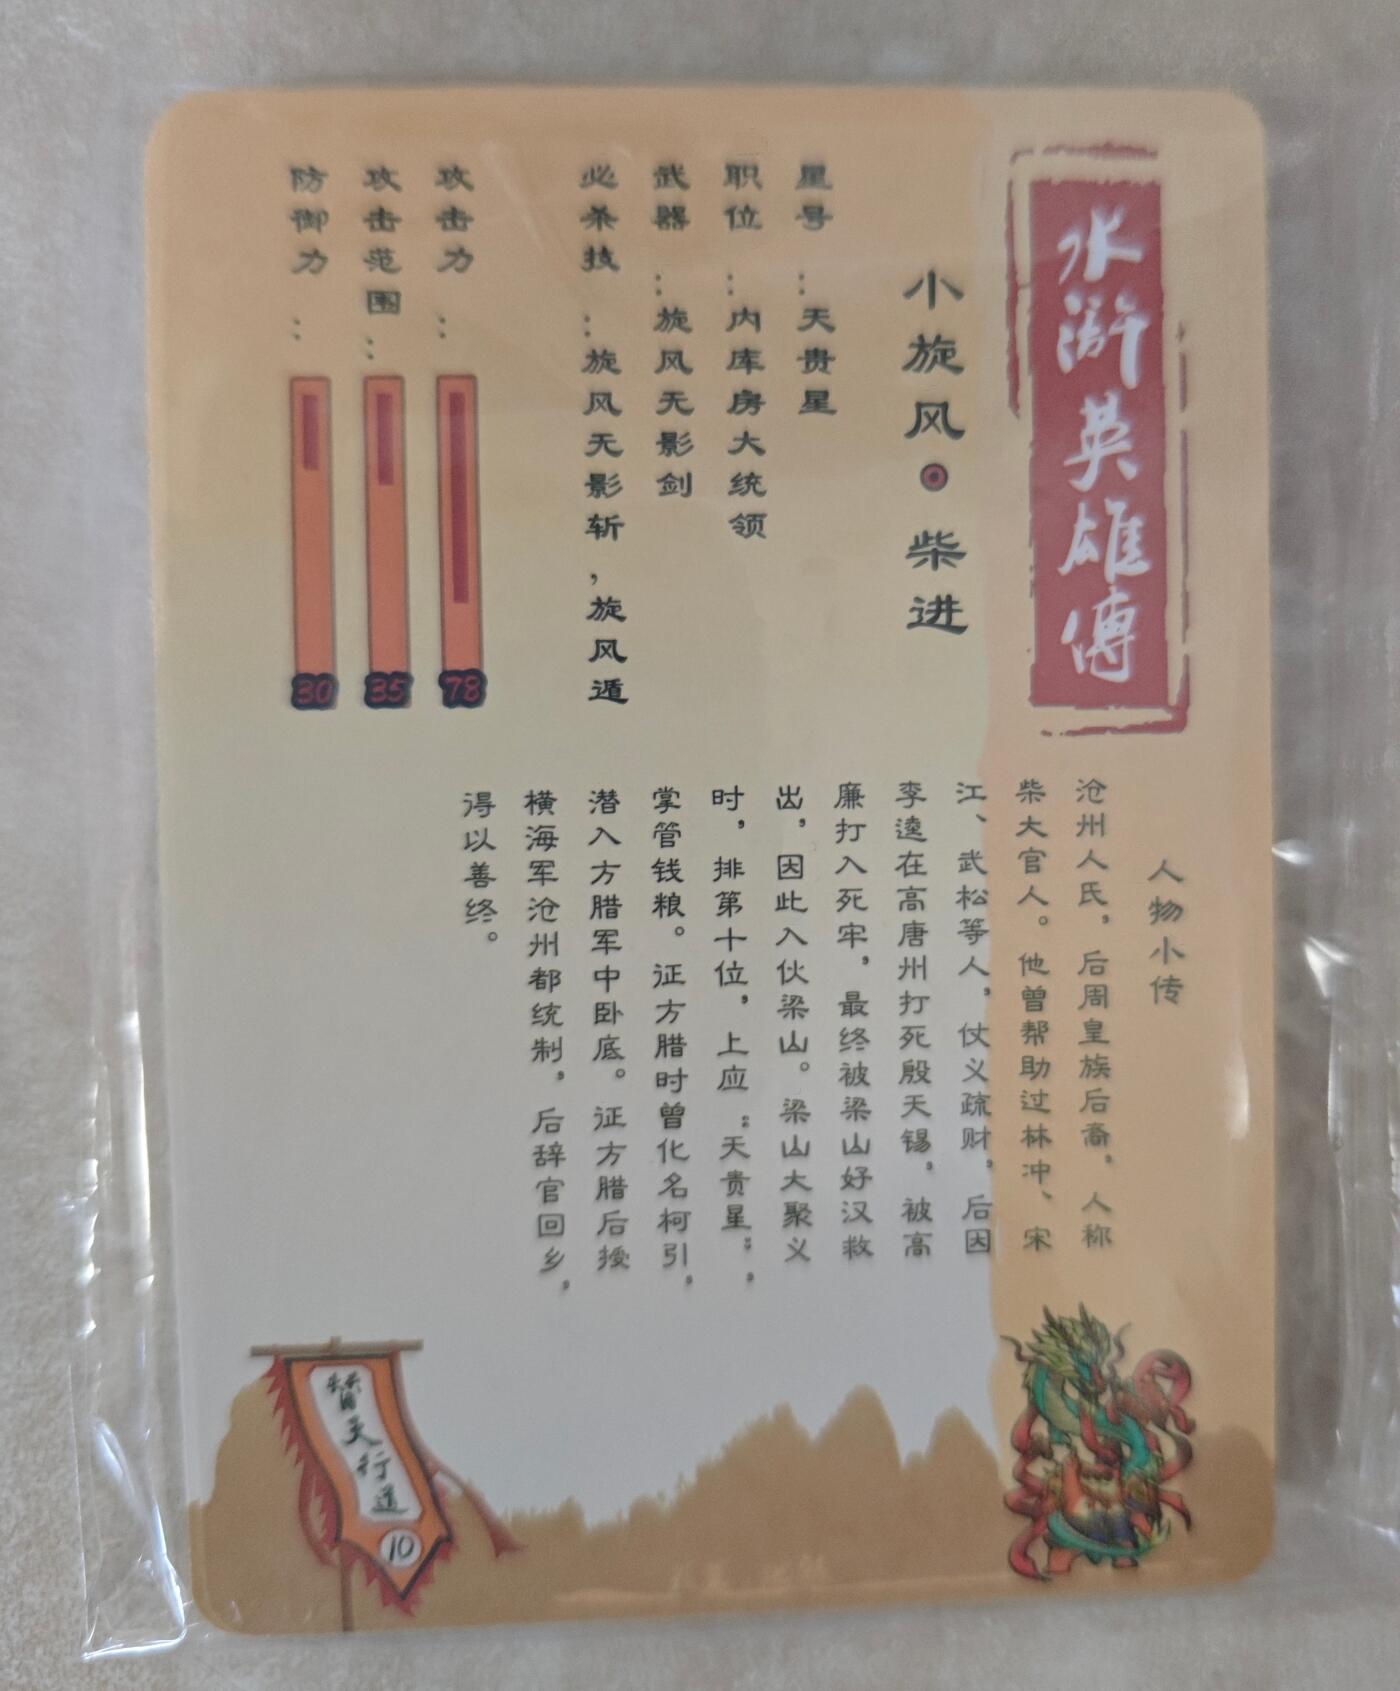 水浒英雄傳
小旋风·柴进
星号：天贵星
职位：内库房大统领
武器：旋风无影剑
必杀技：旋风无影斩，旋风遁
攻击力：78
攻击范围：35
防御力：30
人物小传
沧州人氏，后周皇族后裔，人称
柴大官人。他曾帮助过林冲、宋
江、武松等人，仗义疏财，后因
李逵在高唐州打死殷天锡，被高
廉打入死牢，最终被梁山好汉救
出，因此入伙梁山。梁山大聚义
时，排第十位，上应“天贵星”，
掌管钱粮。征方腊时曾化名柯引，
潜入方腊军中卧底。征方腊后授
横海军沧州都统制，后辞官回乡，
得以善终。
替天行道
10